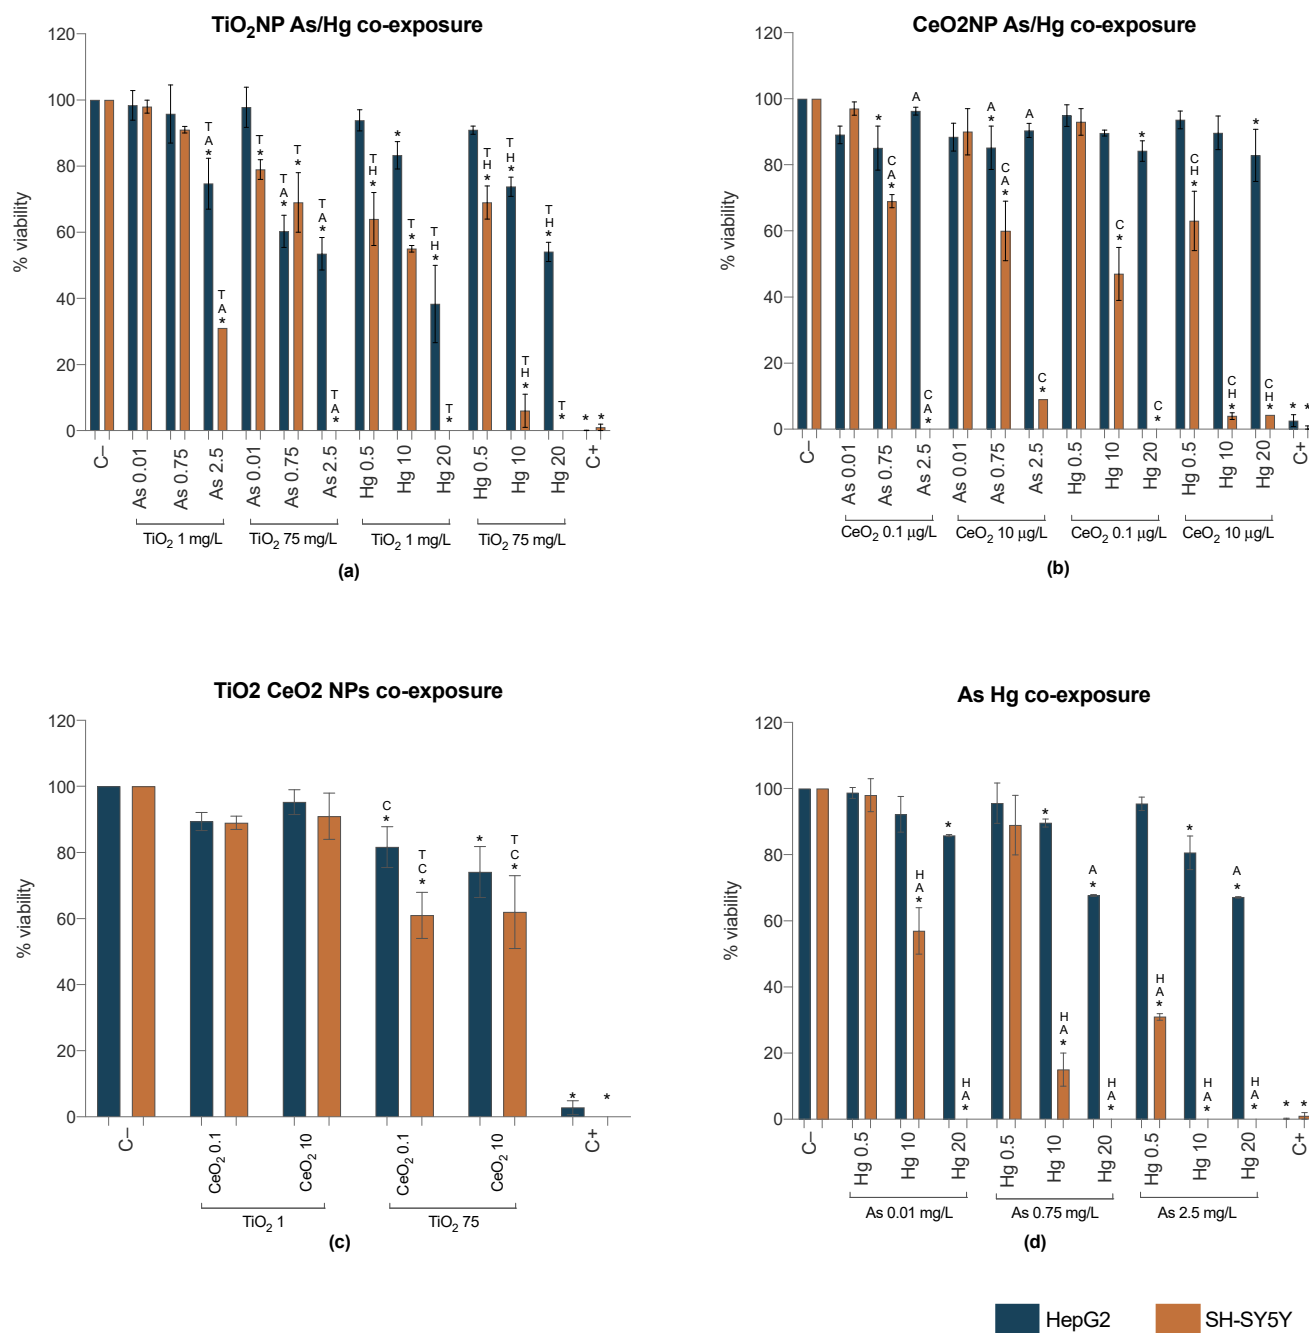 TiO2NP As/Hg co-exposure
120
100
80
60
40
20
0
% viability
T A *
T *
T A *
T *
T A *
T H *
*
T H *
T H *
T H *
T H *
T A *
T A *
T *
T *
T H *
T *
* *
C–
As 0.01
As 0.75
As 2.5
As 0.01
As 0.75
As 2.5
Hg 0.5
Hg 10
Hg 20
Hg 0.5
Hg 10
Hg 20
C+
TiO2 1 mg/L
TiO2 75 mg/L
TiO2 1 mg/L
TiO2 75 mg/L
(a)
CeO2NP As/Hg co-exposure
120
100
80
60
40
20
0
% viability
*
C A *
A
C A *
A *
C A *
A
C *
C *
*
C *
C H *
C H *
*
C H *
* *
C–
As 0.01
As 0.75
As 2.5
As 0.01
As 0.75
As 2.5
Hg 0.5
Hg 10
Hg 20
Hg 0.5
Hg 10
Hg 20
C+
CeO2 0.1 µg/L
CeO2 10 µg/L
CeO2 0.1 µg/L
CeO2 10 µg/L
(b)
TiO2 CeO2 NPs co-exposure
120
100
80
60
40
20
0
% viability
C *
T C *
*
T C *
* *
C–
CeO2 0.1
CeO2 10
CeO2 0.1
CeO2 10
C+
TiO2 1
TiO2 75
(c)
As Hg co-exposure
120
100
80
60
40
20
0
% viability
H A *
*
H A *
*
H A *
A *
H A *
H A *
*
H A *
A *
H A *
* *
C–
Hg 0.5
Hg 10
Hg 20
Hg 0.5
Hg 10
Hg 20
Hg 0.5
Hg 10
Hg 20
C+
As 0.01 mg/L
As 0.75 mg/L
As 2.5 mg/L
(d)
HepG2
SH-SY5Y